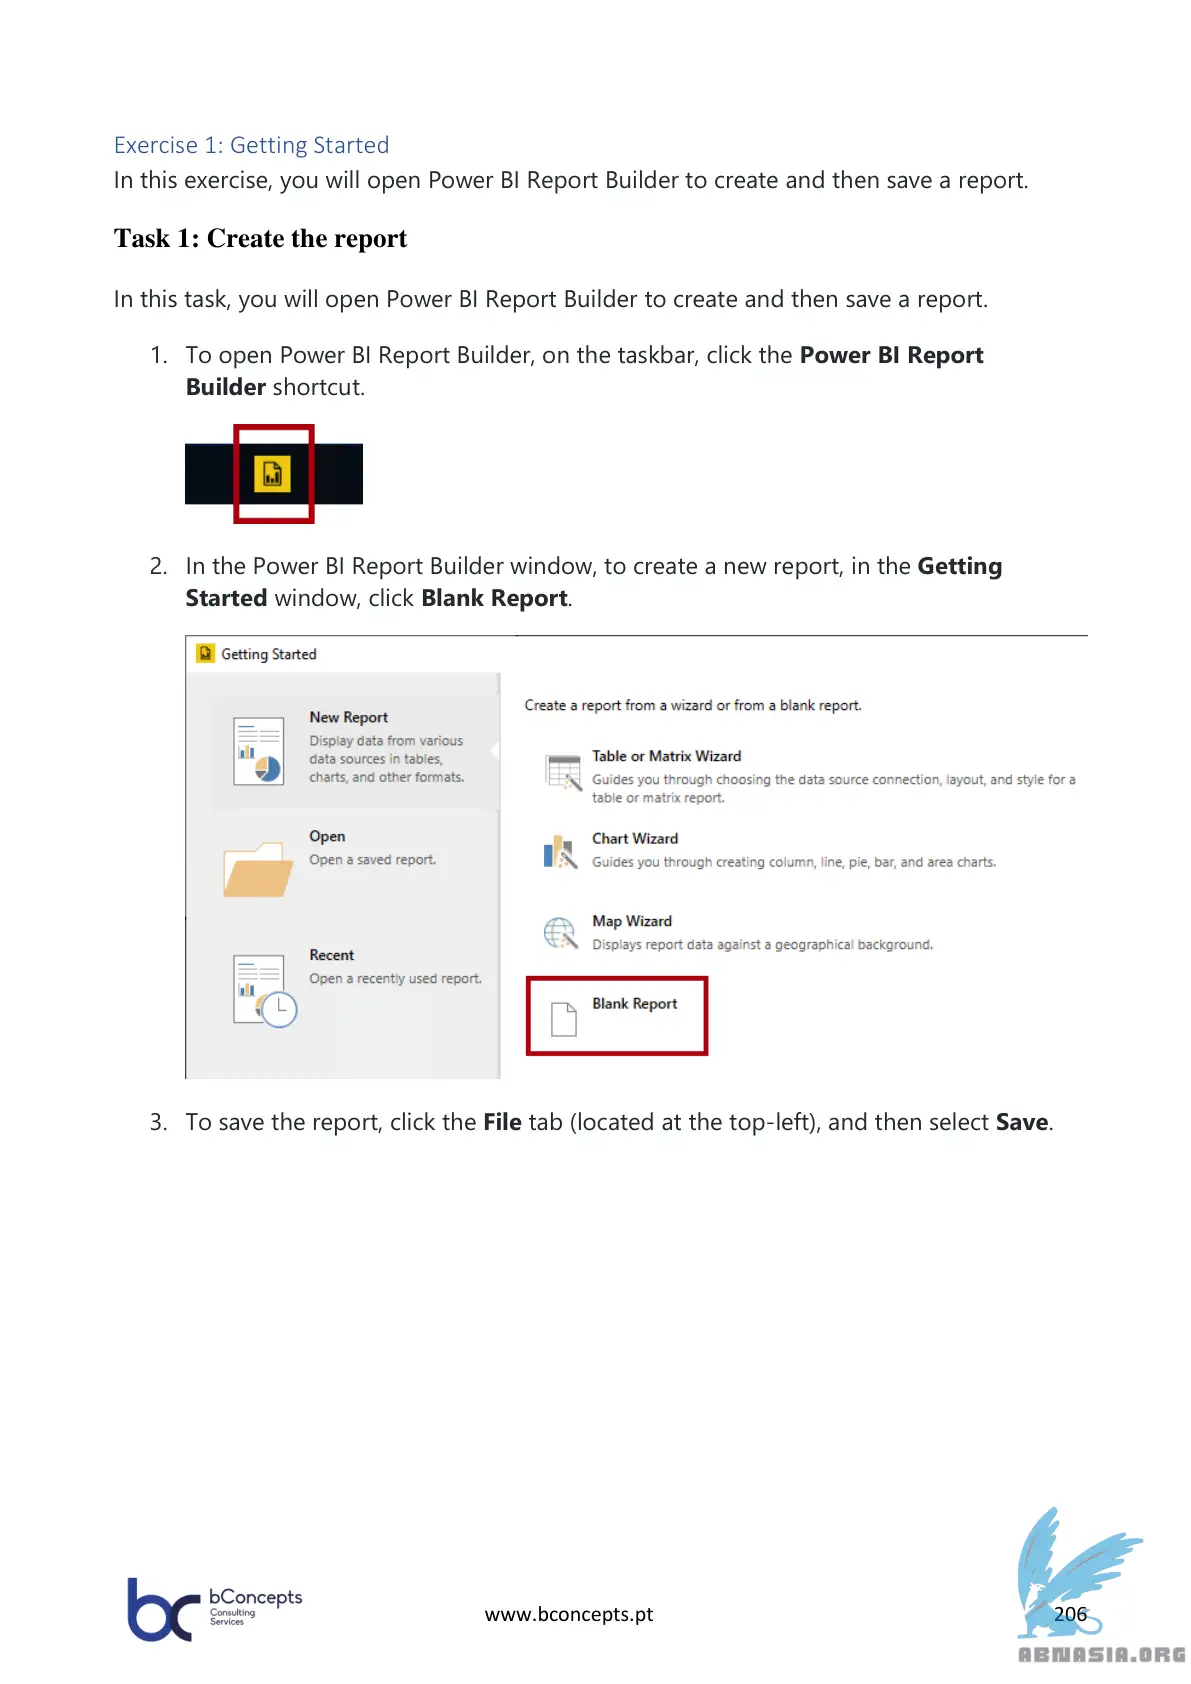 Exercise 1: Getting Started
In this exercise, you will open Power BI Report Builder to create and then save a report.
Task 1: Create the report
In this task, you will open Power BI Report Builder to create and then save a report.
1. To open Power BI Report Builder, on the taskbar, click the Power BI Report
Builder shortcut.
2. In the Power BI Report Builder window, to create a new report, in the Getting
Started window, click Blank Report.
Getting Started
New Report
Display data from various
data sources in tables,
charts, and other formats.
Open
Open a saved report.
Recent
Open a recently used report.
Create a report from a wizard or from a blank report.
Table or Matrix Wizard
Guides you through choosing the data source connection, layout, and style for a
table or matrix report.
Chart Wizard
Guides you through creating column, line, pie, bar, and area charts.
Map Wizard
Displays report data against a geographical background.
Blank Report
3. To save the report, click the File tab (located at the top-left), and then select Save.
bc bConcepts
Consulting
Services
www.bconcepts.pt
206
ABNASIA.ORG